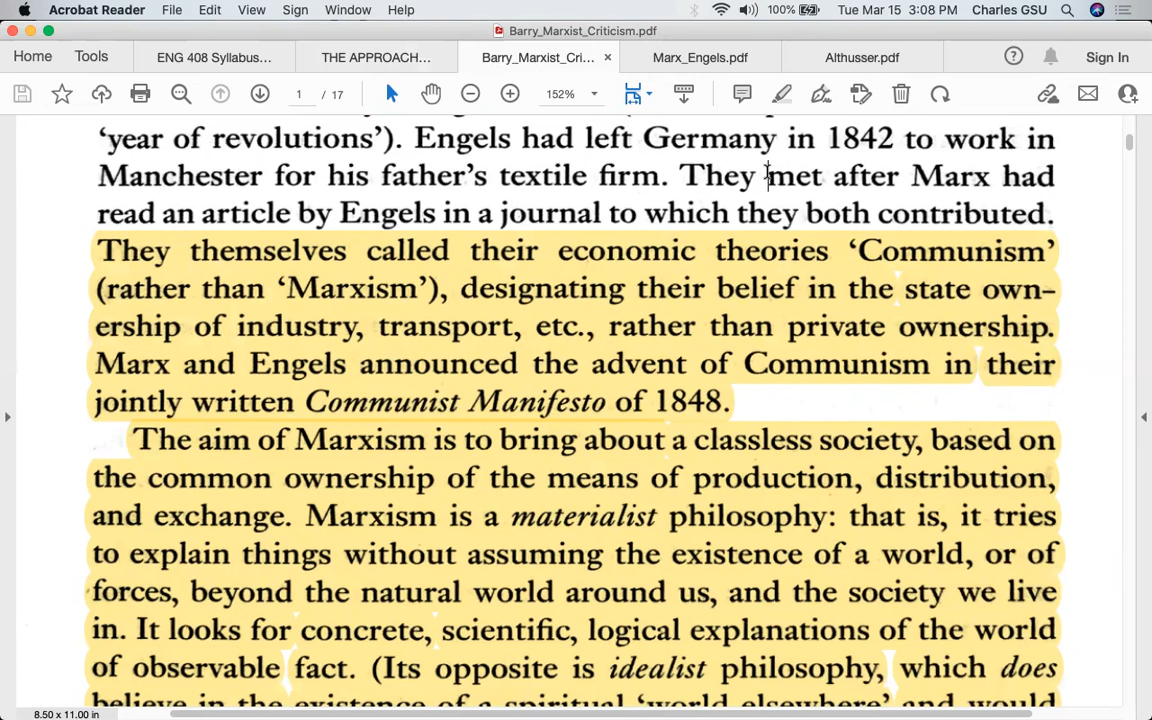 Acrobat Reader File Edit View Sign Window Help 100% Tue Mar 15 3:08 PM Charles GSU
Barry_Marxist_Criticism.pdf
Home Tools ENG 408 Syllabus... THE APPROACH... Barry_Marxist_Cri... × Marx_Engels.pdf Althusser.pdf Sign In
1 / 17 152%
‘year of revolutions’). Engels had left Germany in 1842 to work in
Manchester for his father’s textile firm. They met after Marx had
read an article by Engels in a journal to which they both contributed.
They themselves called their economic theories ‘Communism’
(rather than ‘Marxism’), designating their belief in the state own-
ership of industry, transport, etc., rather than private ownership.
Marx and Engels announced the advent of Communism in their
jointly written Communist Manifesto of 1848.
The aim of Marxism is to bring about a classless society, based on
the common ownership of the means of production, distribution,
and exchange. Marxism is a materialist philosophy: that is, it tries
to explain things without assuming the existence of a world, or of
forces, beyond the natural world around us, and the society we live
in. It looks for concrete, scientific, logical explanations of the world
of observable fact. (Its opposite is idealist philosophy, which does
believe in the existence of a spiritual ‘world elsewhere’ and would
8.50 x 11.00 in